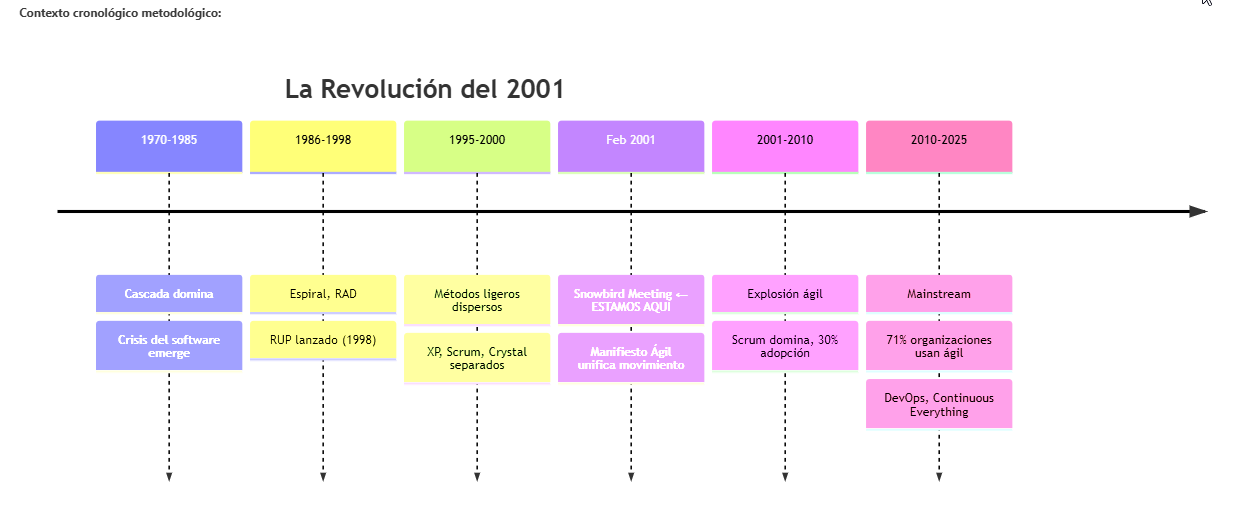 Contexto cronológico metodológico:
La Revolución del 2001
1970-1985
1986-1998
1995-2000
Feb 2001
2001-2010
2010-2025
Cascada domina
Crisis del software
emerge
Espiral, RAD
RUP lanzado (1998)
Métodos ligeros
dispersos
XP, Scrum, Crystal
separados
Snowbird Meeting ←
ESTAMOS AQUI
Manifiesto Ágil
unifica movimiento
Explosión ágil
Scrum domina, 30%
adopción
Mainstream
71% organizaciones
usan ágil
DevOps, Continuous
Everything